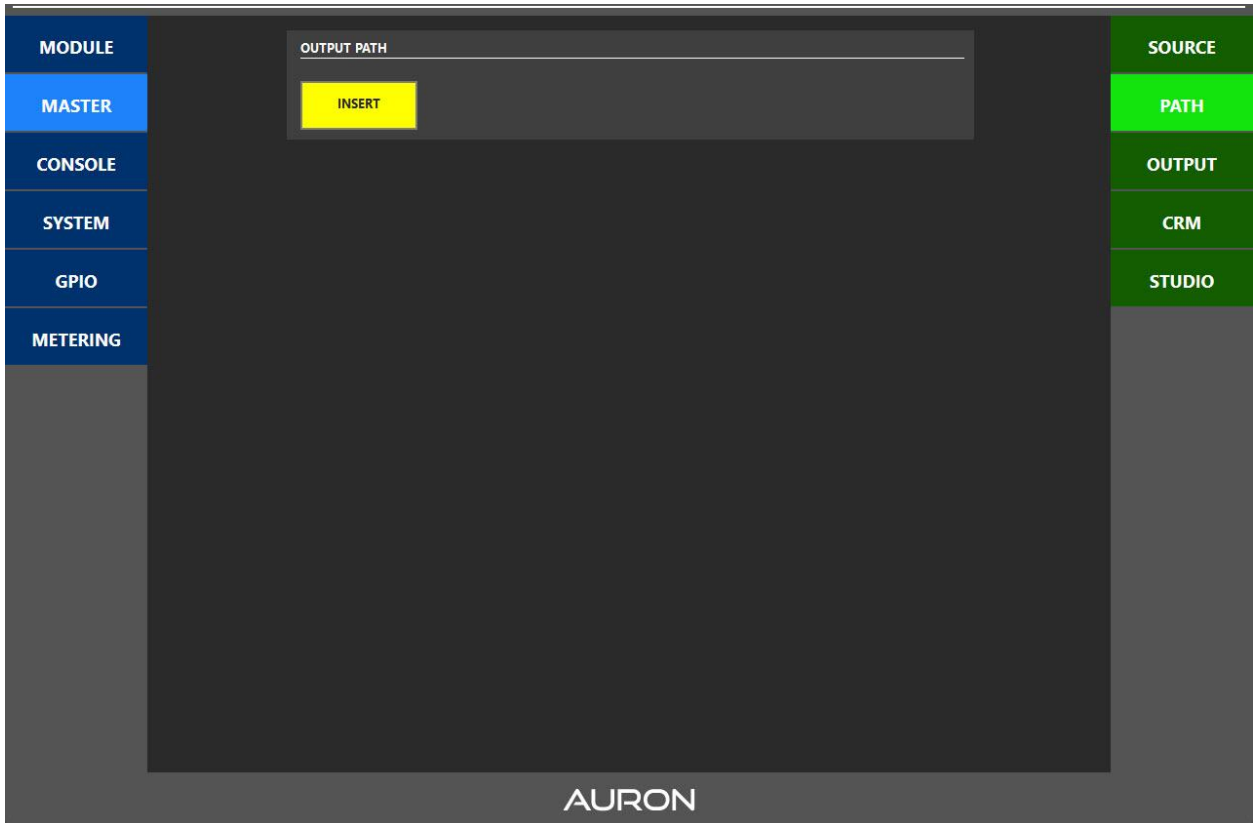 MODULE
MASTER
CONSOLE
SYSTEM
GPIO
METERING
OUTPUT PATH
INSERT
SOURCE
PATH
OUTPUT
CRM
STUDIO
AURON